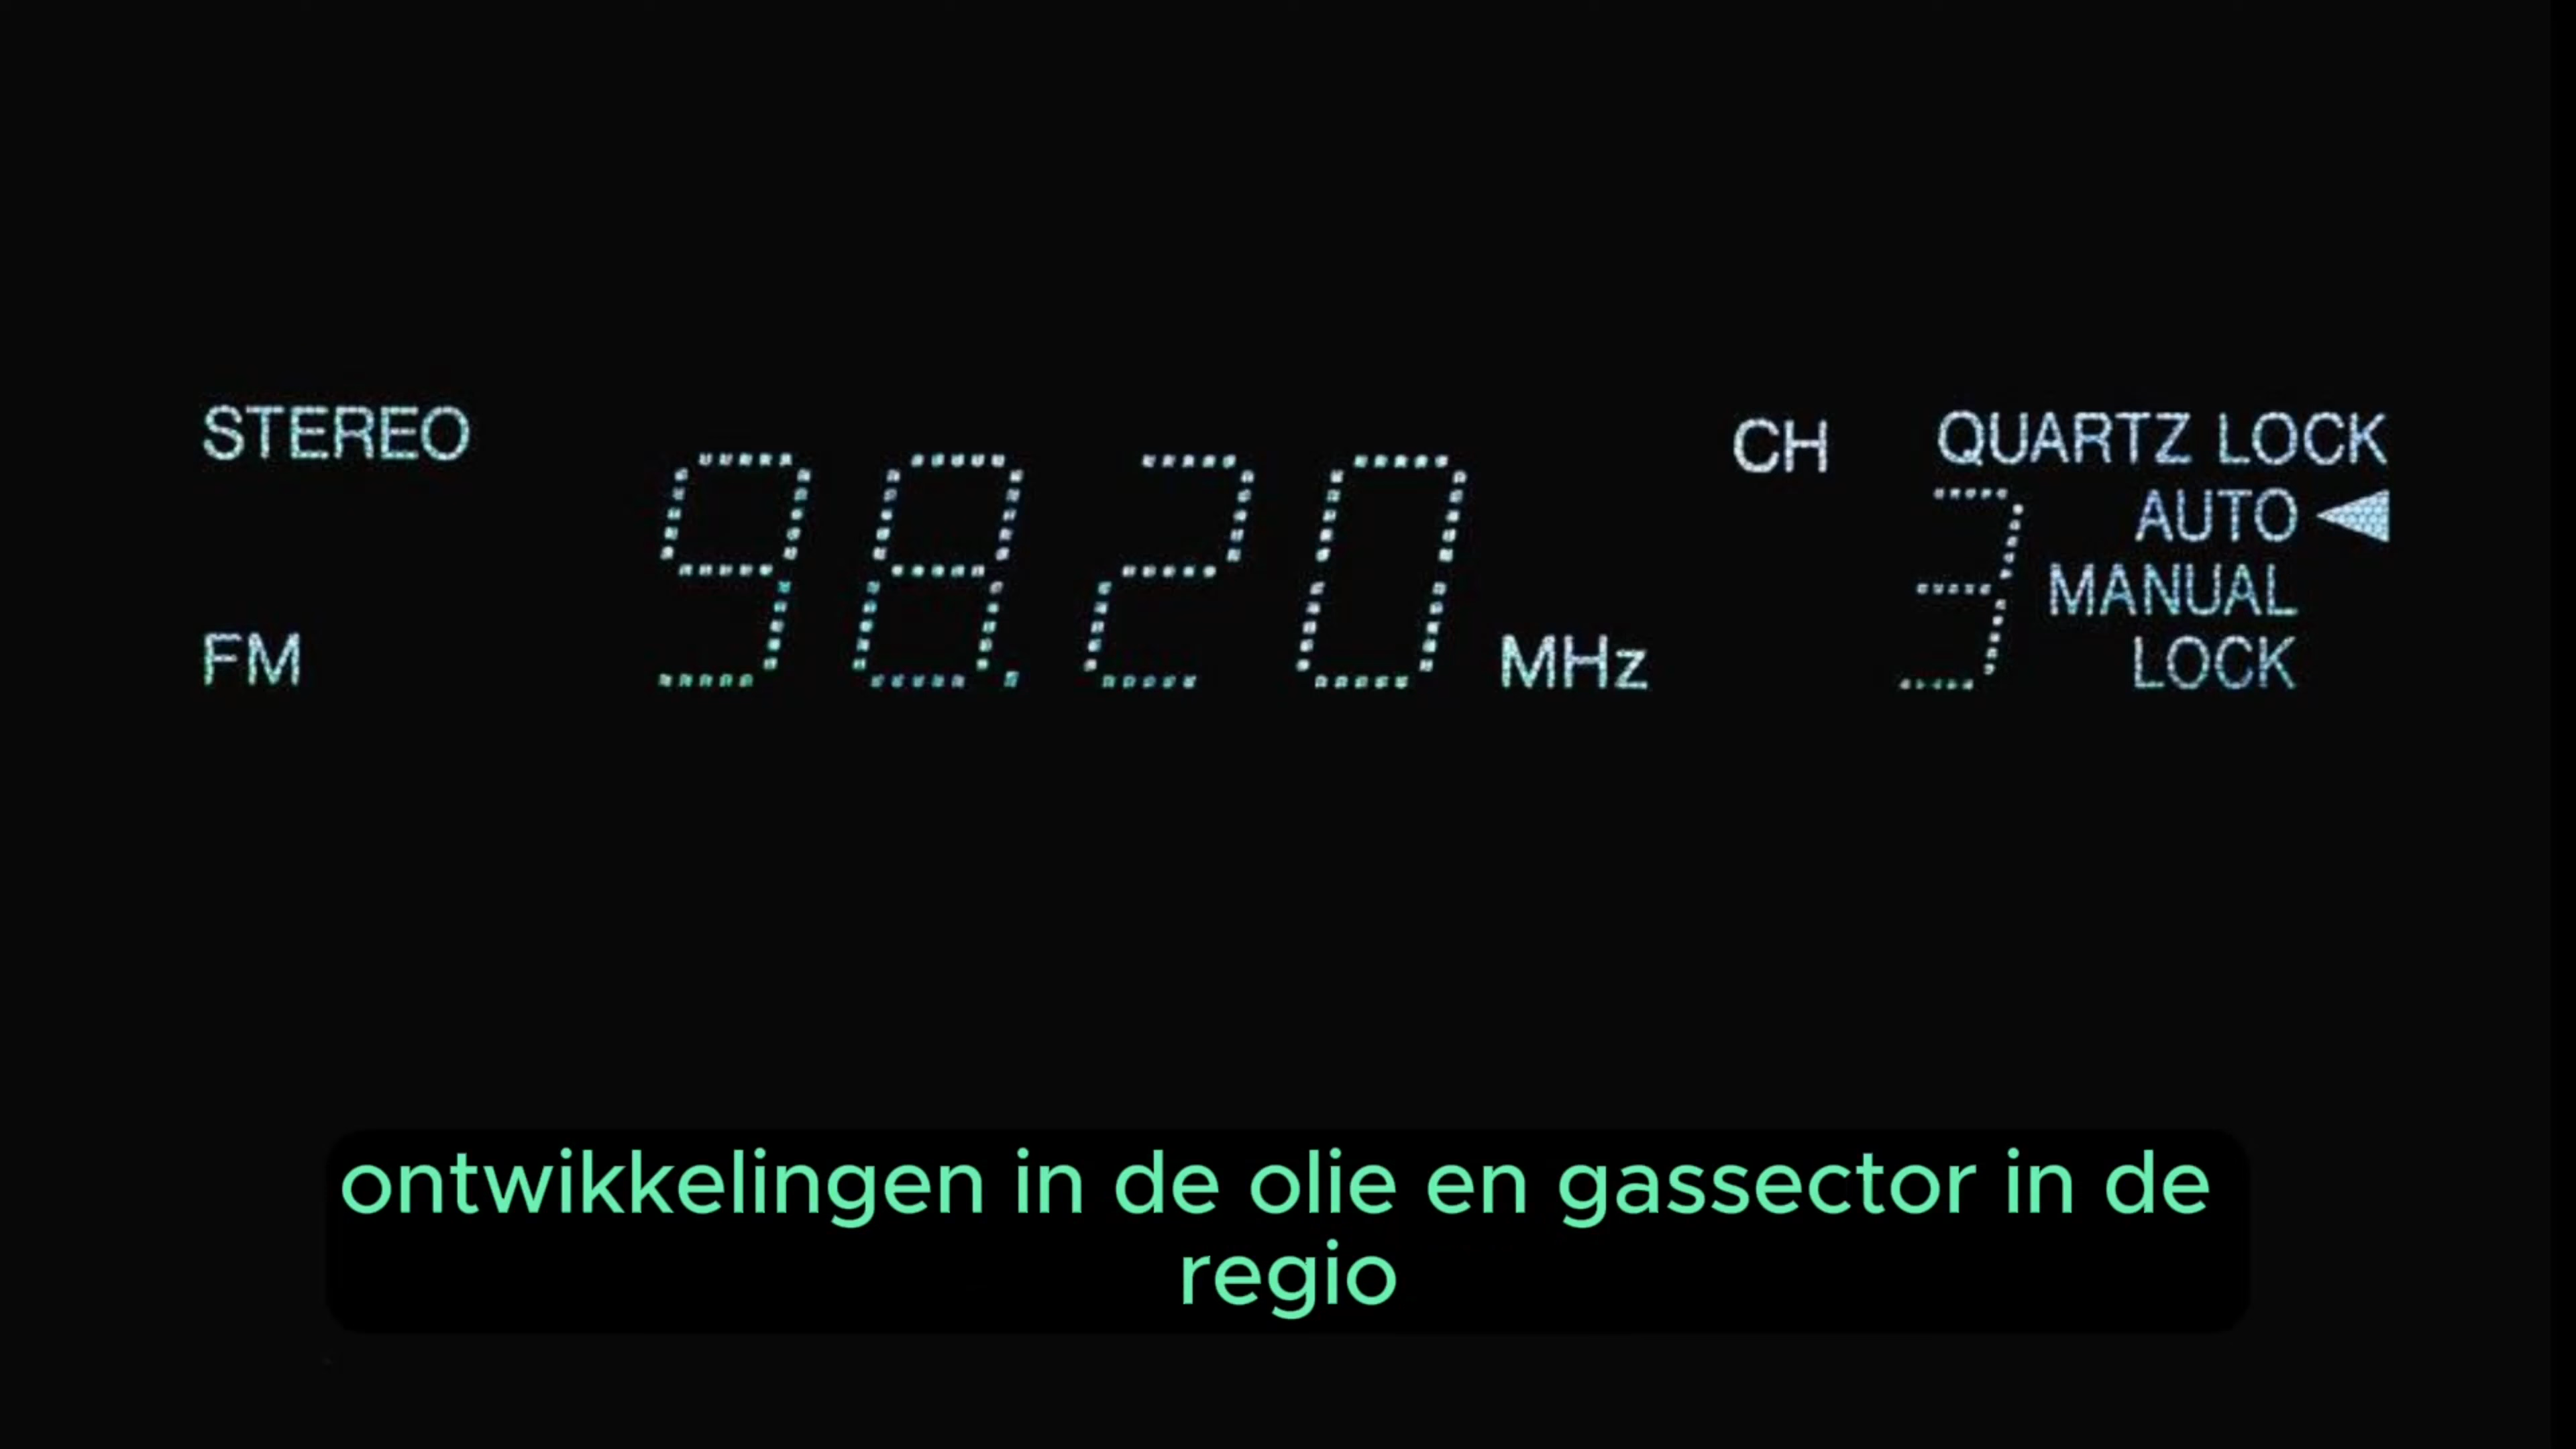 STEREO
CH
QUARTZ LOCK
AUTO
98.20
3
MANUAL
FM
MHz
LOCK
ontwikkelingen in de olie en gassector in de
regio